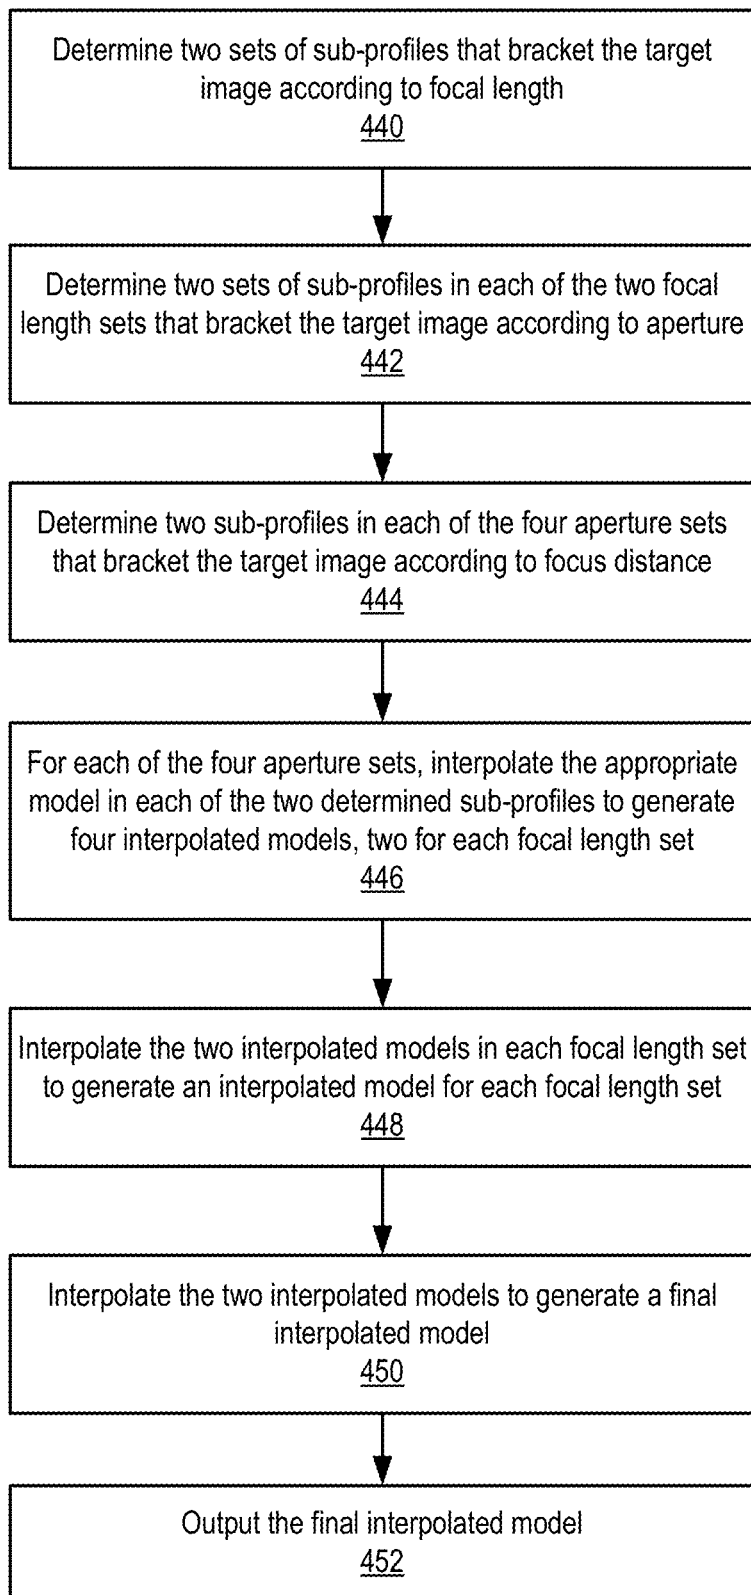 Determine two sets of sub-profiles that bracket the target
image according to focal length
440
Determine two sets of sub-profiles in each of the two focal
length sets that bracket the target image according to aperture
442
Determine two sub-profiles in each of the four aperture sets
that bracket the target image according to focus distance
444
For each of the four aperture sets, interpolate the appropriate
model in each of the two determined sub-profiles to generate
four interpolated models, two for each focal length set
446
Interpolate the two interpolated models in each focal length set
to generate an interpolated model for each focal length set
448
Interpolate the two interpolated models to generate a final
interpolated model
450
Output the final interpolated model
452